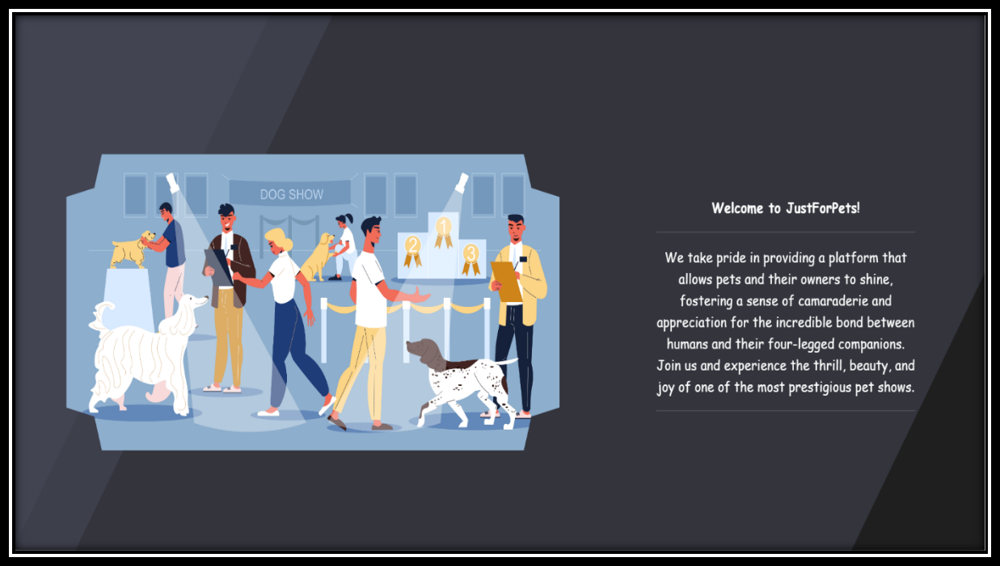 DOG SHOW
1
2
3
Welcome to JustForPets!
We take pride in providing a platform that
allows pets and their owners to shine,
fostering a sense of camaraderie and
appreciation for the incredible bond between
humans and their four-legged companions.
Join us and experience the thrill, beauty, and
joy of one of the most prestigious pet shows.